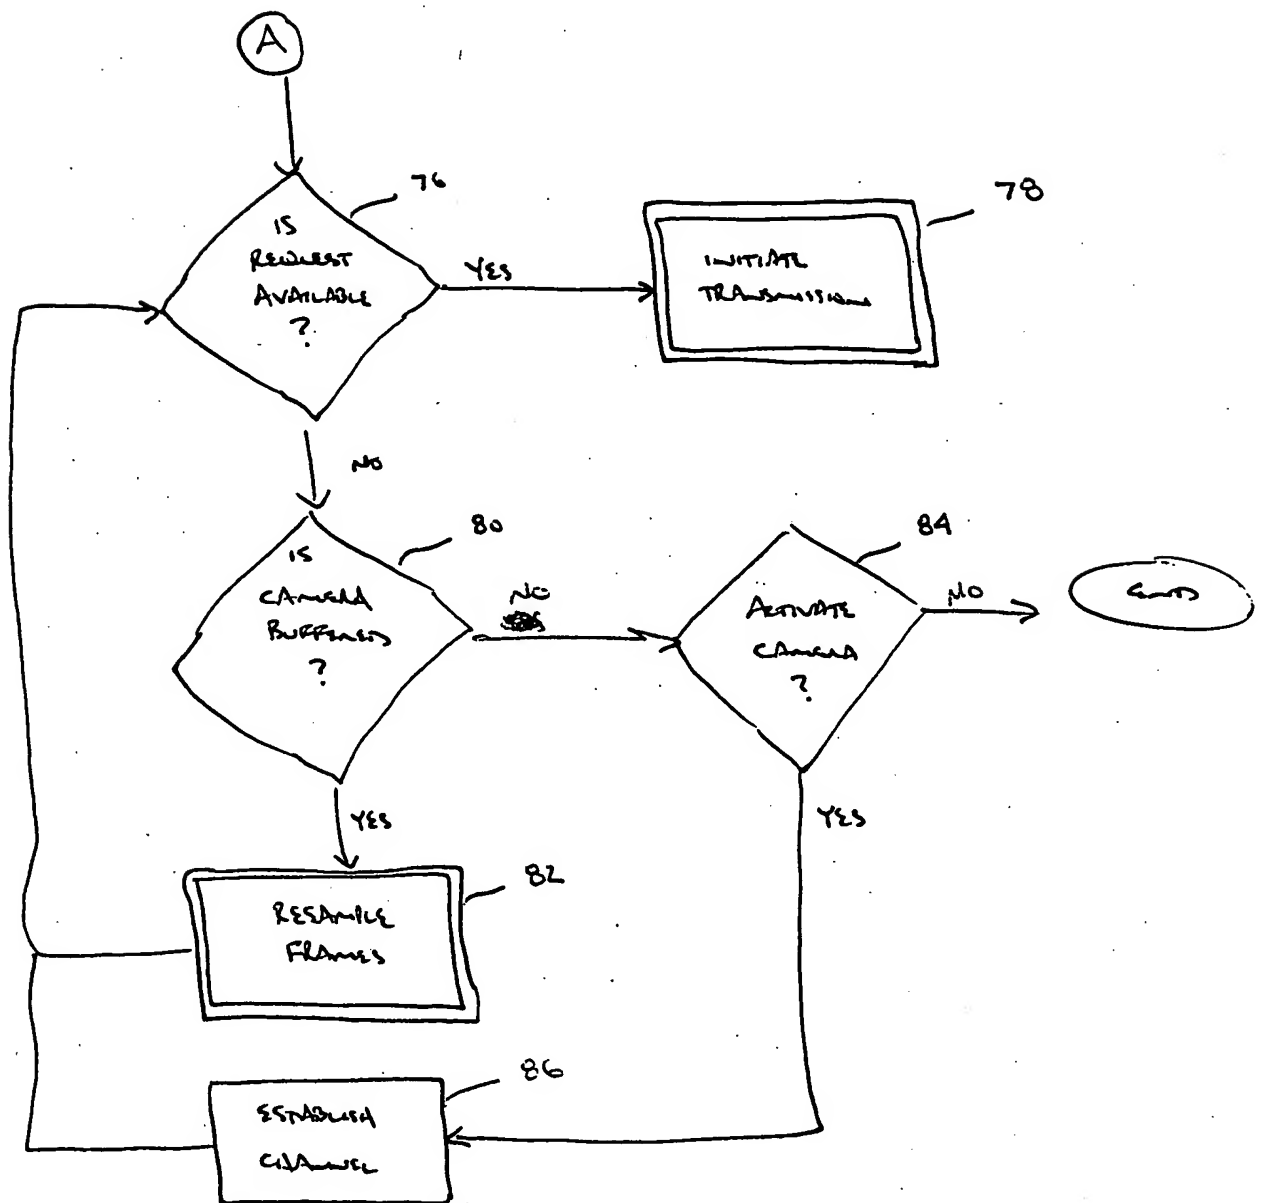 A
76
IS
REQUEST
AVAILABLE
?
YES
78
INITIATE
TRANSMISSION
NO
80
IS
CAMERA
BUFFERED
?
NO
84
ACTIVATE
CAMERA
?
NO
YES
YES
82
RESAMPLE
FRAMES
86
ESTABLISH
CHANNEL